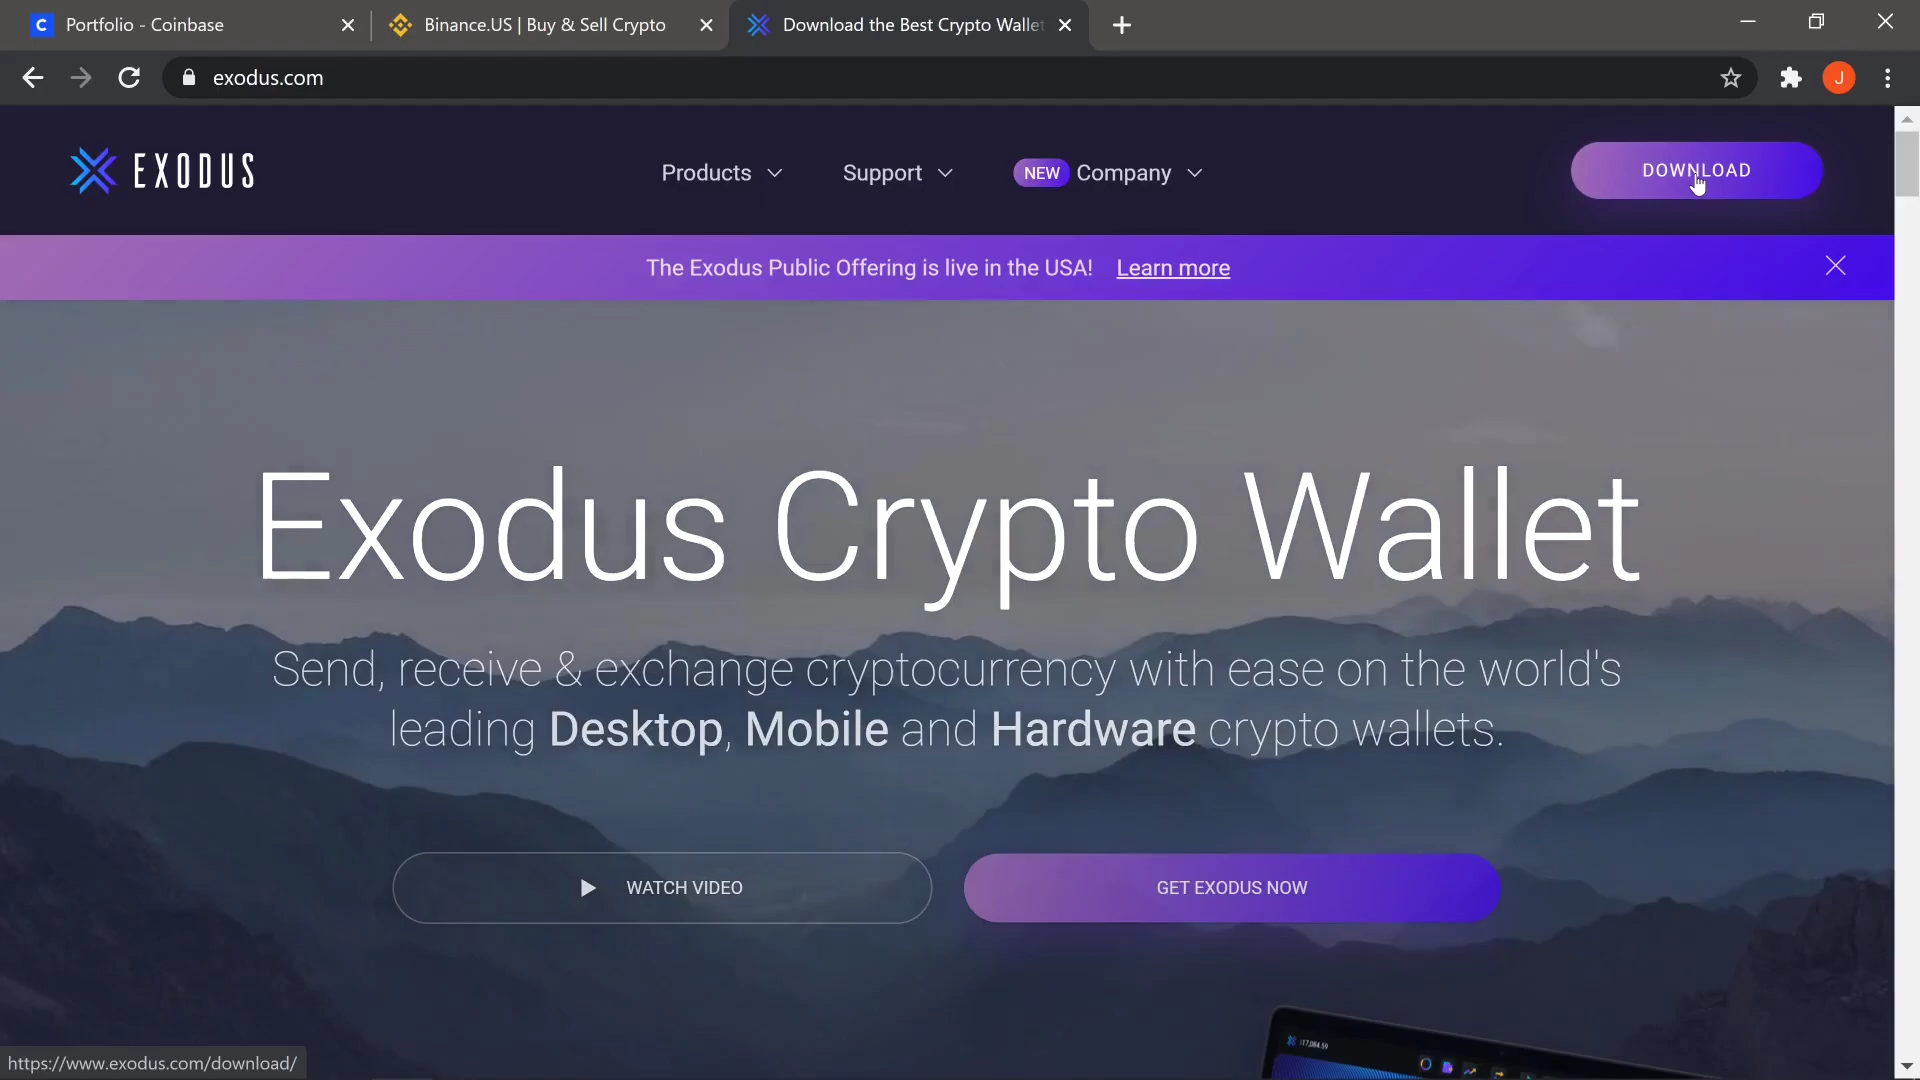 Portfolio - Coinbase
Binance.US | Buy & Sell Crypto
Download the Best Crypto Wallet
exodus.com
J
EXODUS
Products
Support
NEW Company
DOWNLOAD
The Exodus Public Offering is live in the USA! Learn more
Exodus Crypto Wallet
Send, receive & exchange cryptocurrency with ease on the world's
leading Desktop, Mobile and Hardware crypto wallets.
WATCH VIDEO
GET EXODUS NOW
https://www.exodus.com/download/